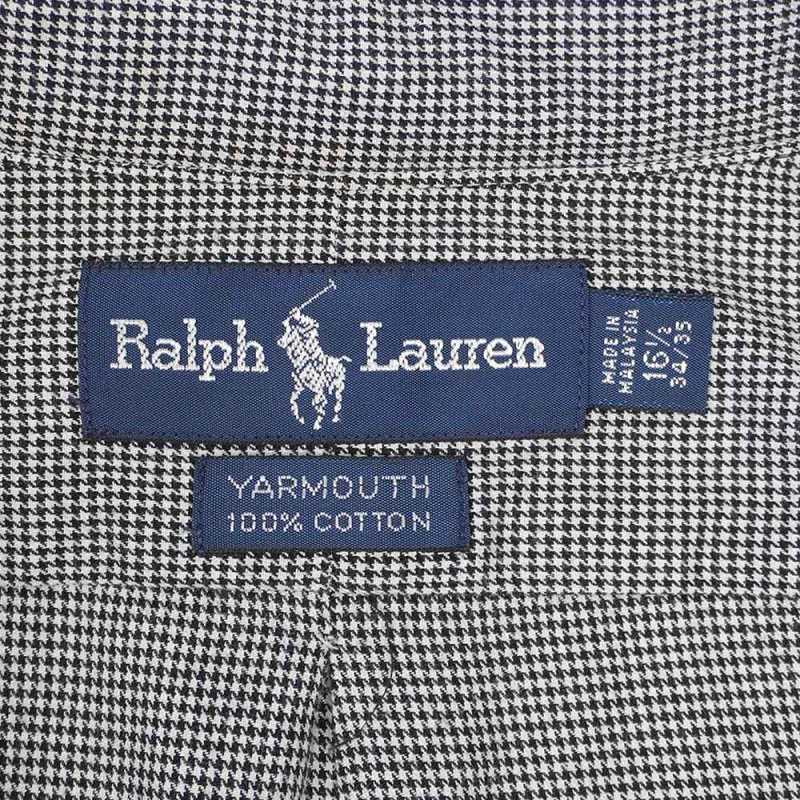 Ralph Lauren
MADE IN
MALAYSIA
16½
34/35
YARMOUTH
100% COTTON